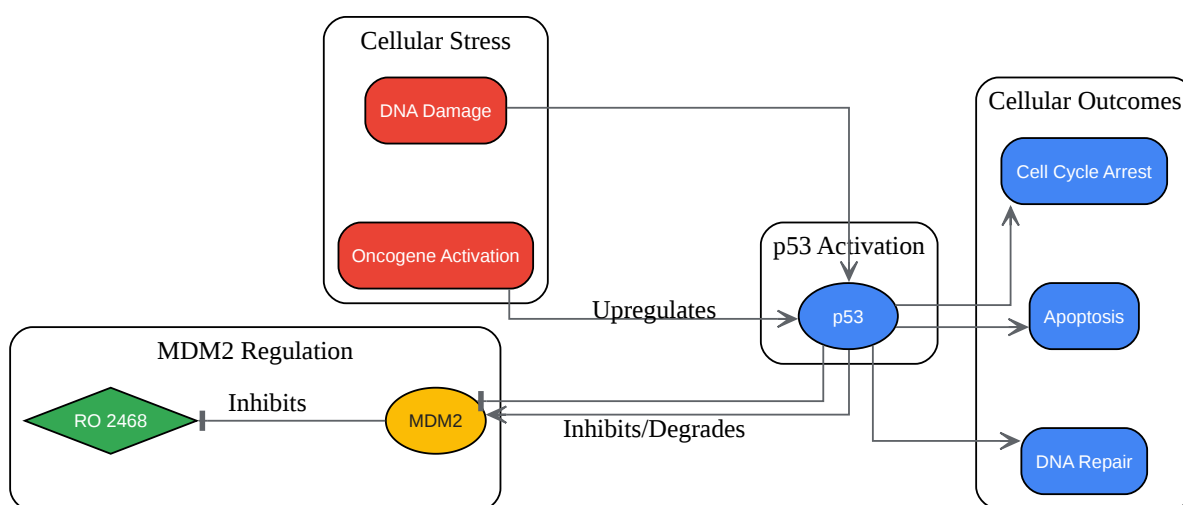 Cellular Stress
DNA Damage
Oncogene Activation
Upregulates
p53 Activation
p53
Cellular Outcomes
Cell Cycle Arrest
Apoptosis
DNA Repair
MDM2 Regulation
RO 2468
Inhibits
MDM2
Inhibits/Degrades